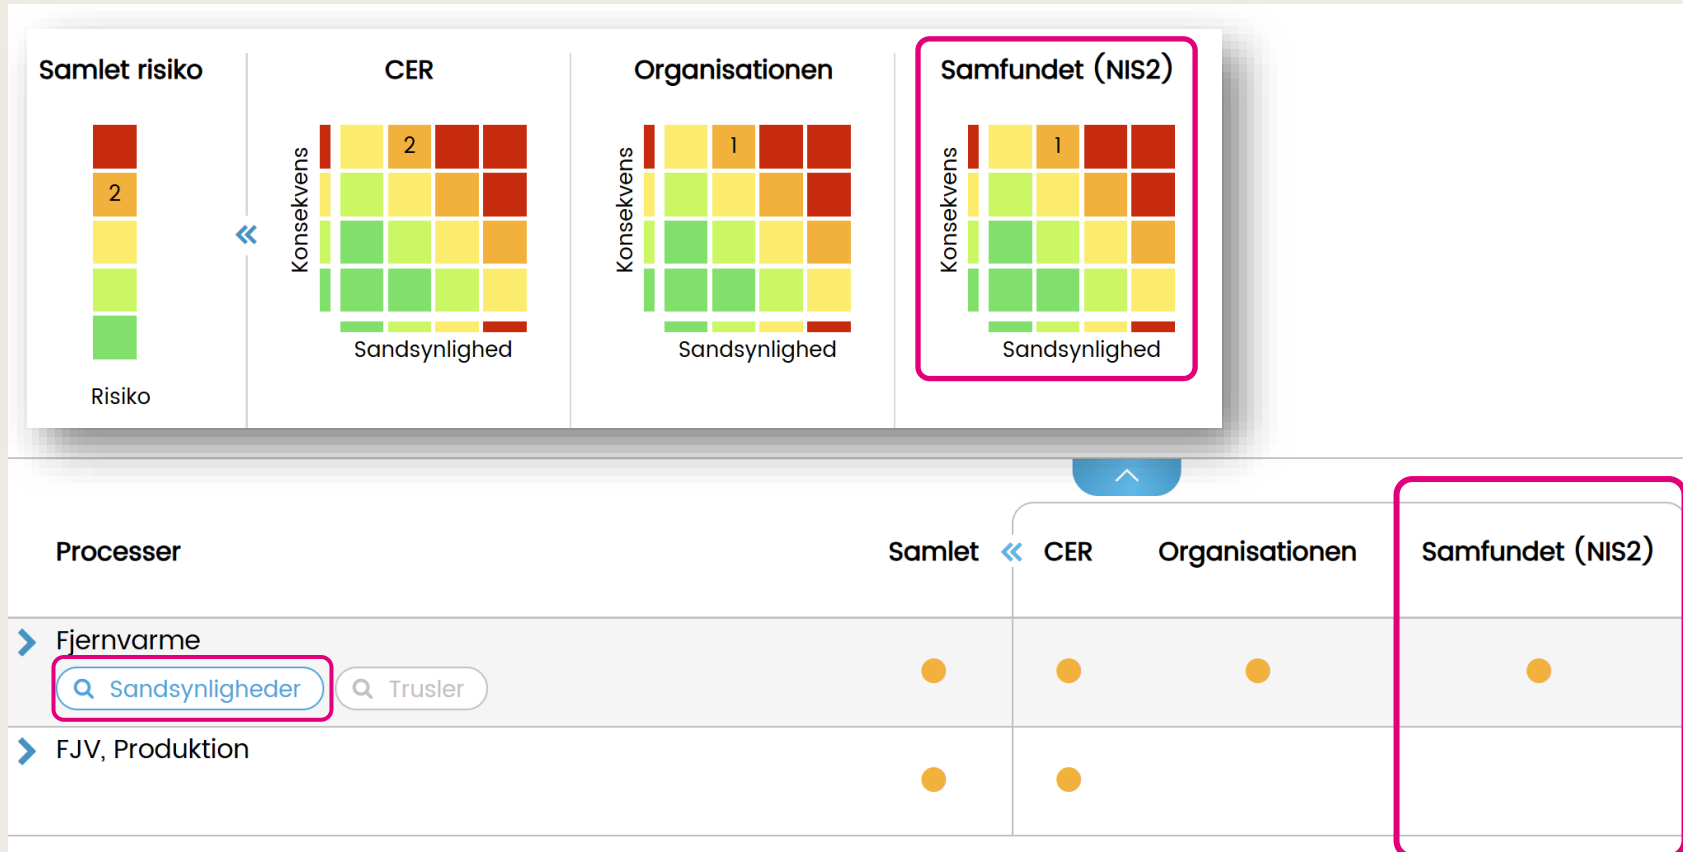 Samlet risiko
2
Risiko
CER
Konsekvens
2
Sandsynlighed
Organisationen
Konsekvens
1
Sandsynlighed
Samfundet (NIS2)
Konsekvens
1
Sandsynlighed
Processer Samlet CER Organisationen Samfundet (NIS2)
Fjernvarme
Sandsynligheder Trusler
FJV, Produktion